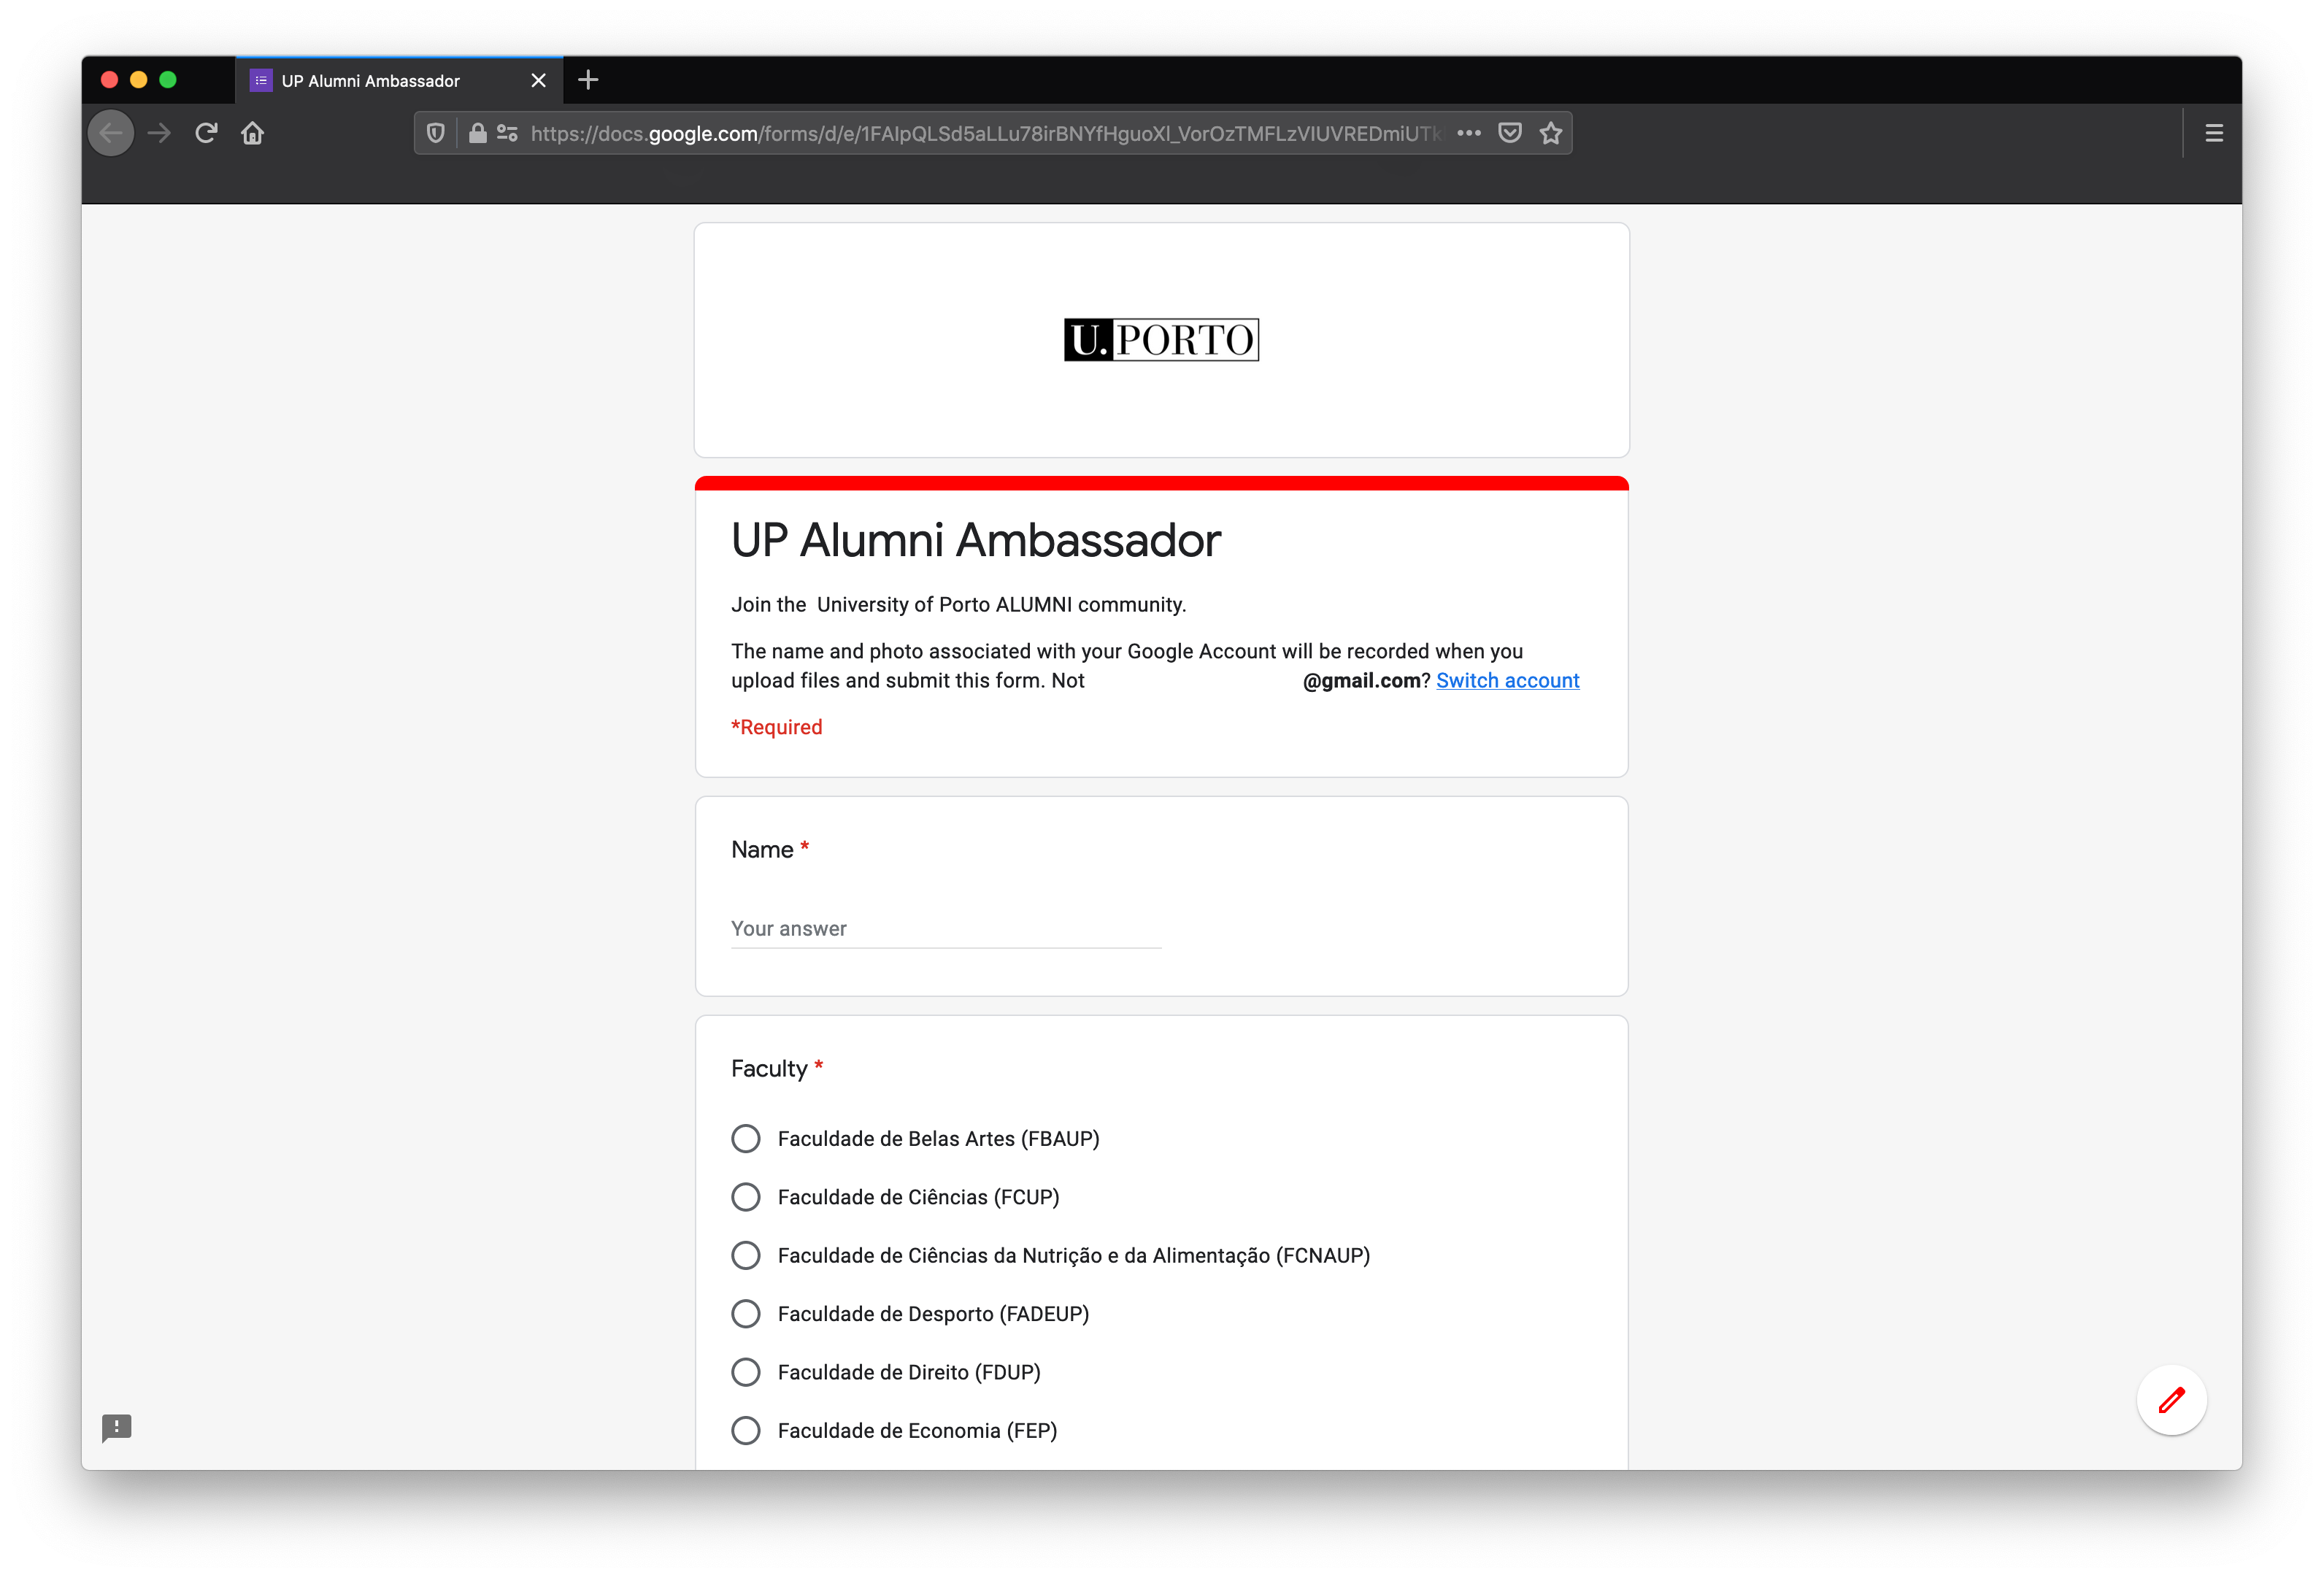 UP Alumni Ambassador
https://docs.google.com/forms/d/e/1FAIpQLSd5aLLu78irBNYfHguoXl_VorOzTMFLzVIUVREDmiUTk
U.PORTO
UP Alumni Ambassador
Join the  University of Porto ALUMNI community.
The name and photo associated with your Google Account will be recorded when you
upload files and submit this form. Not @gmail.com? Switch account
*Required
Name *
Your answer
Faculty *
Faculdade de Belas Artes (FBAUP)
Faculdade de Ciências (FCUP)
Faculdade de Ciências da Nutrição e da Alimentação (FCNAUP)
Faculdade de Desporto (FADEUP)
Faculdade de Direito (FDUP)
Faculdade de Economia (FEP)